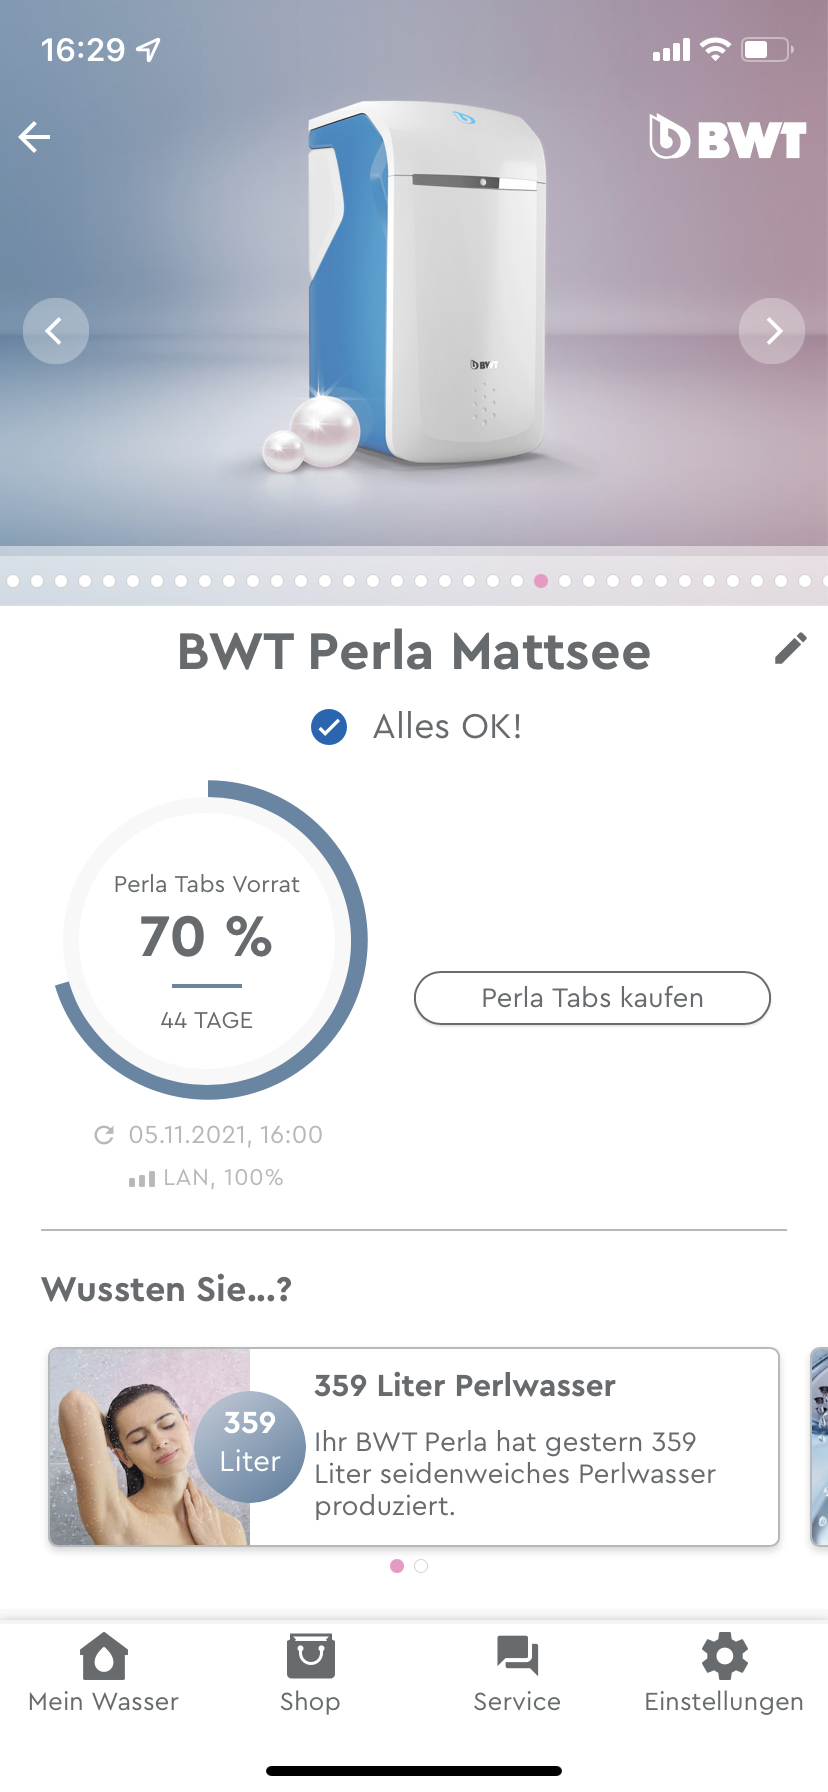 16:29
BWT
BWT
BWT Perla Mattsee
Alles OK!
Perla Tabs Vorrat
70 %
44 TAGE
Perla Tabs kaufen
05.11.2021, 16:00
LAN, 100%
Wussten Sie...?
359 Liter Perlwasser
359
Liter
Ihr BWT Perla hat gestern 359
Liter seidenweiches Perlwasser
produziert.
Mein Wasser
Shop
Service
Einstellungen